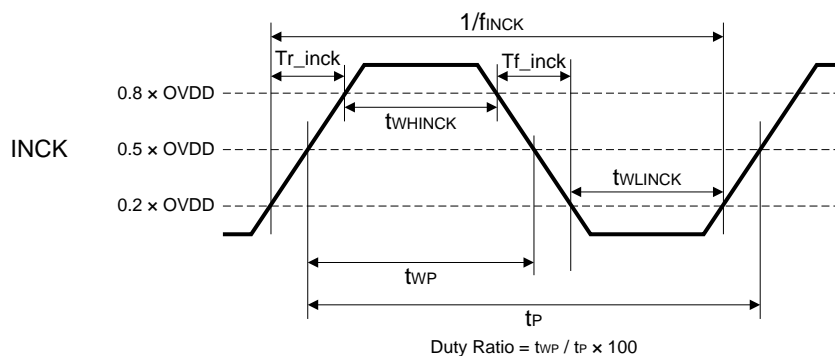 1/fINCK
Tr_inck
Tf_inck
0.8 × OVDD
tWHINCK
INCK
0.5 × OVDD
tWLINCK
0.2 × OVDD
tWP
tP
Duty Ratio = tWP / tP × 100